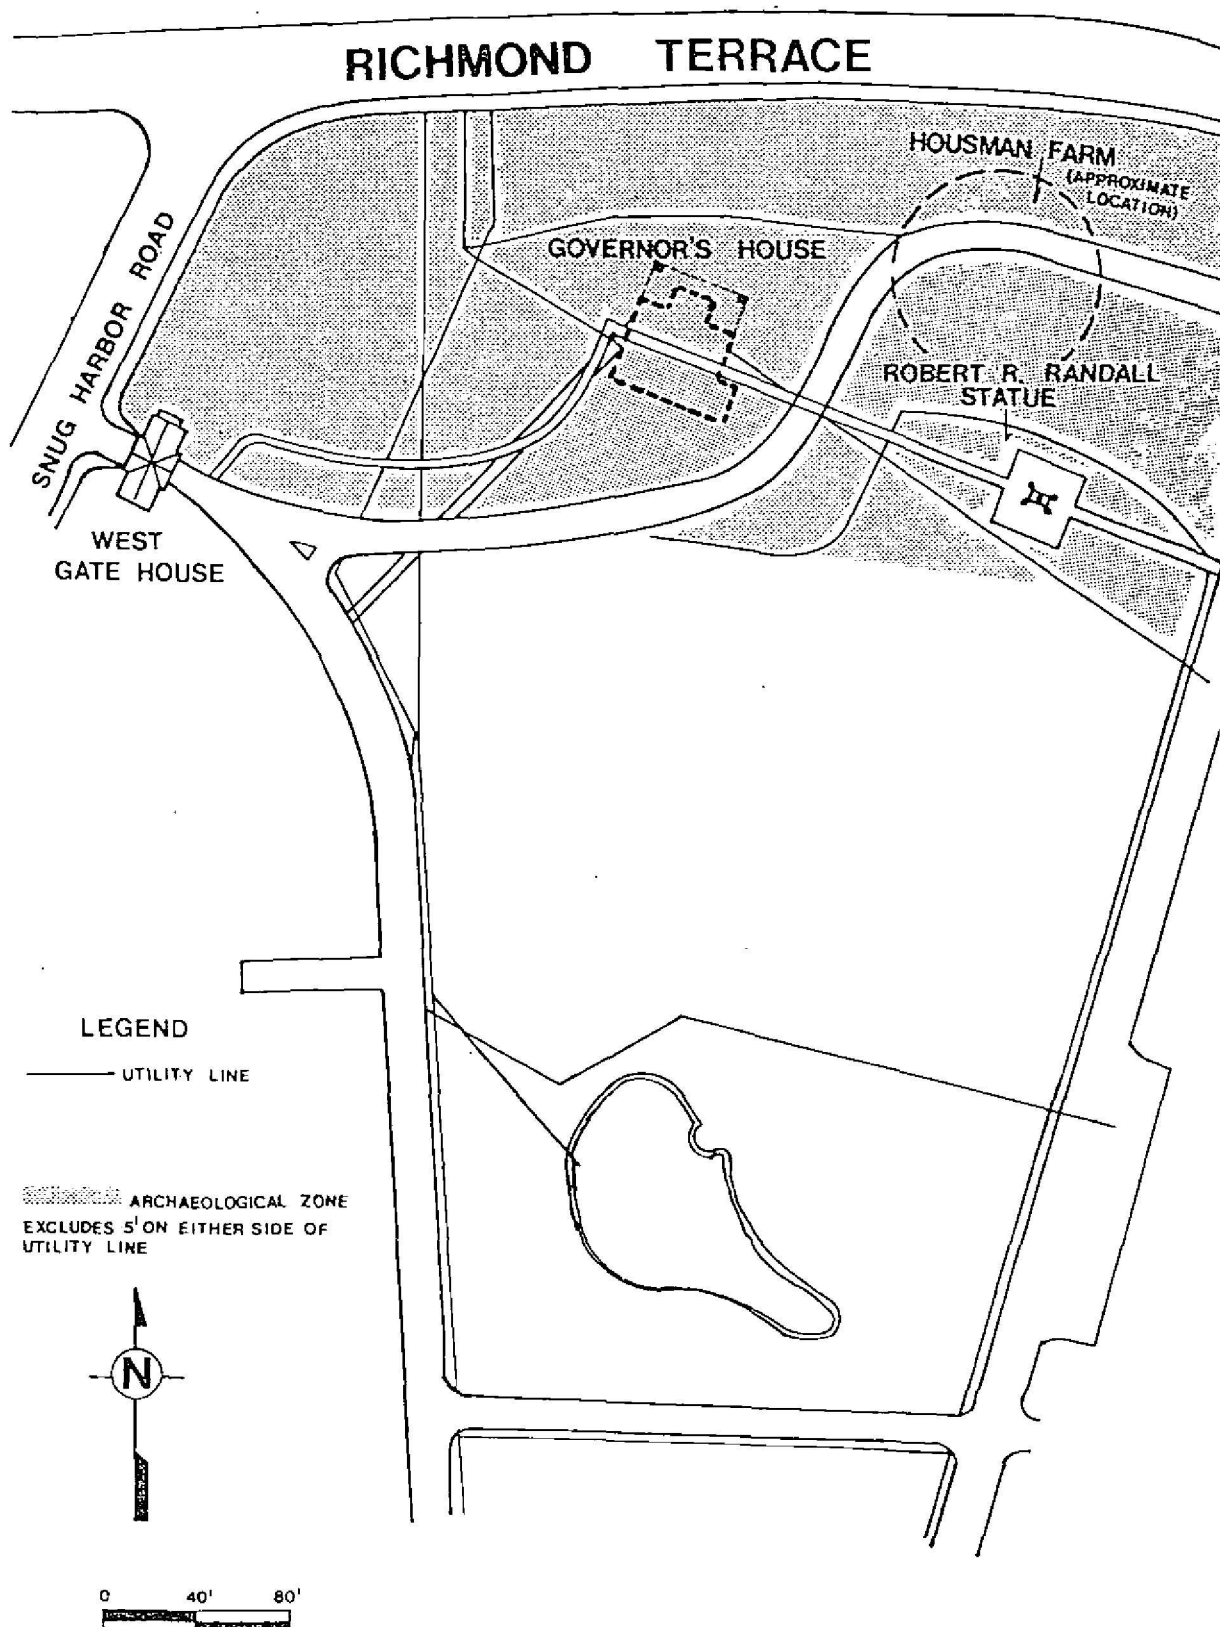 RICHMOND TERRACE
HOUSMAN FARM
(APPROXIMATE
LOCATION)
GOVERNOR'S HOUSE
SNUG HARBOR ROAD
ROBERT R. RANDALL
STATUE
WEST
GATE HOUSE
LEGEND
UTILITY LINE
ARCHAEOLOGICAL ZONE
EXCLUDES 5' ON EITHER SIDE OF
UTILITY LINE
N
0 40' 80'